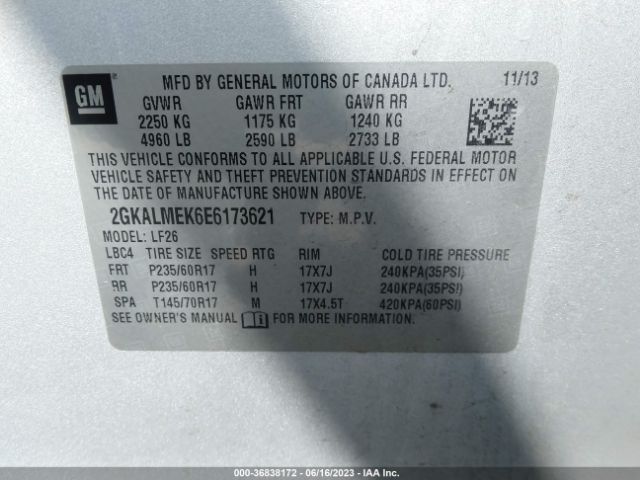 GM
MFD BY GENERAL MOTORS OF CANADA LTD. 11/13
GVWR GAWR FRT GAWR RR
2250 KG 1175 KG 1240 KG
4960 LB 2590 LB 2733 LB
THIS VEHICLE CONFORMS TO ALL APPLICABLE U.S. FEDERAL MOTOR
VEHICLE SAFETY AND THEFT PREVENTION STANDARDS IN EFFECT ON
THE DATE OF MANUFACTURE SHOWN ABOVE.
2GKALMEK6E6173621 TYPE: M.P.V.
MODEL: LF26
LBC4 TIRE SIZE SPEED RTG RIM COLD TIRE PRESSURE
FRT P235/60R17 H 17X7J 240KPA(35PSI)
RR P235/60R17 H 17X7J 240KPA(35PSI)
SPA T145/70R17 M 17X4.5T 420KPA(60PSI)
SEE OWNER'S MANUAL FOR MORE INFORMATION.
000-36838172 - 06/16/2023 - IAA Inc.